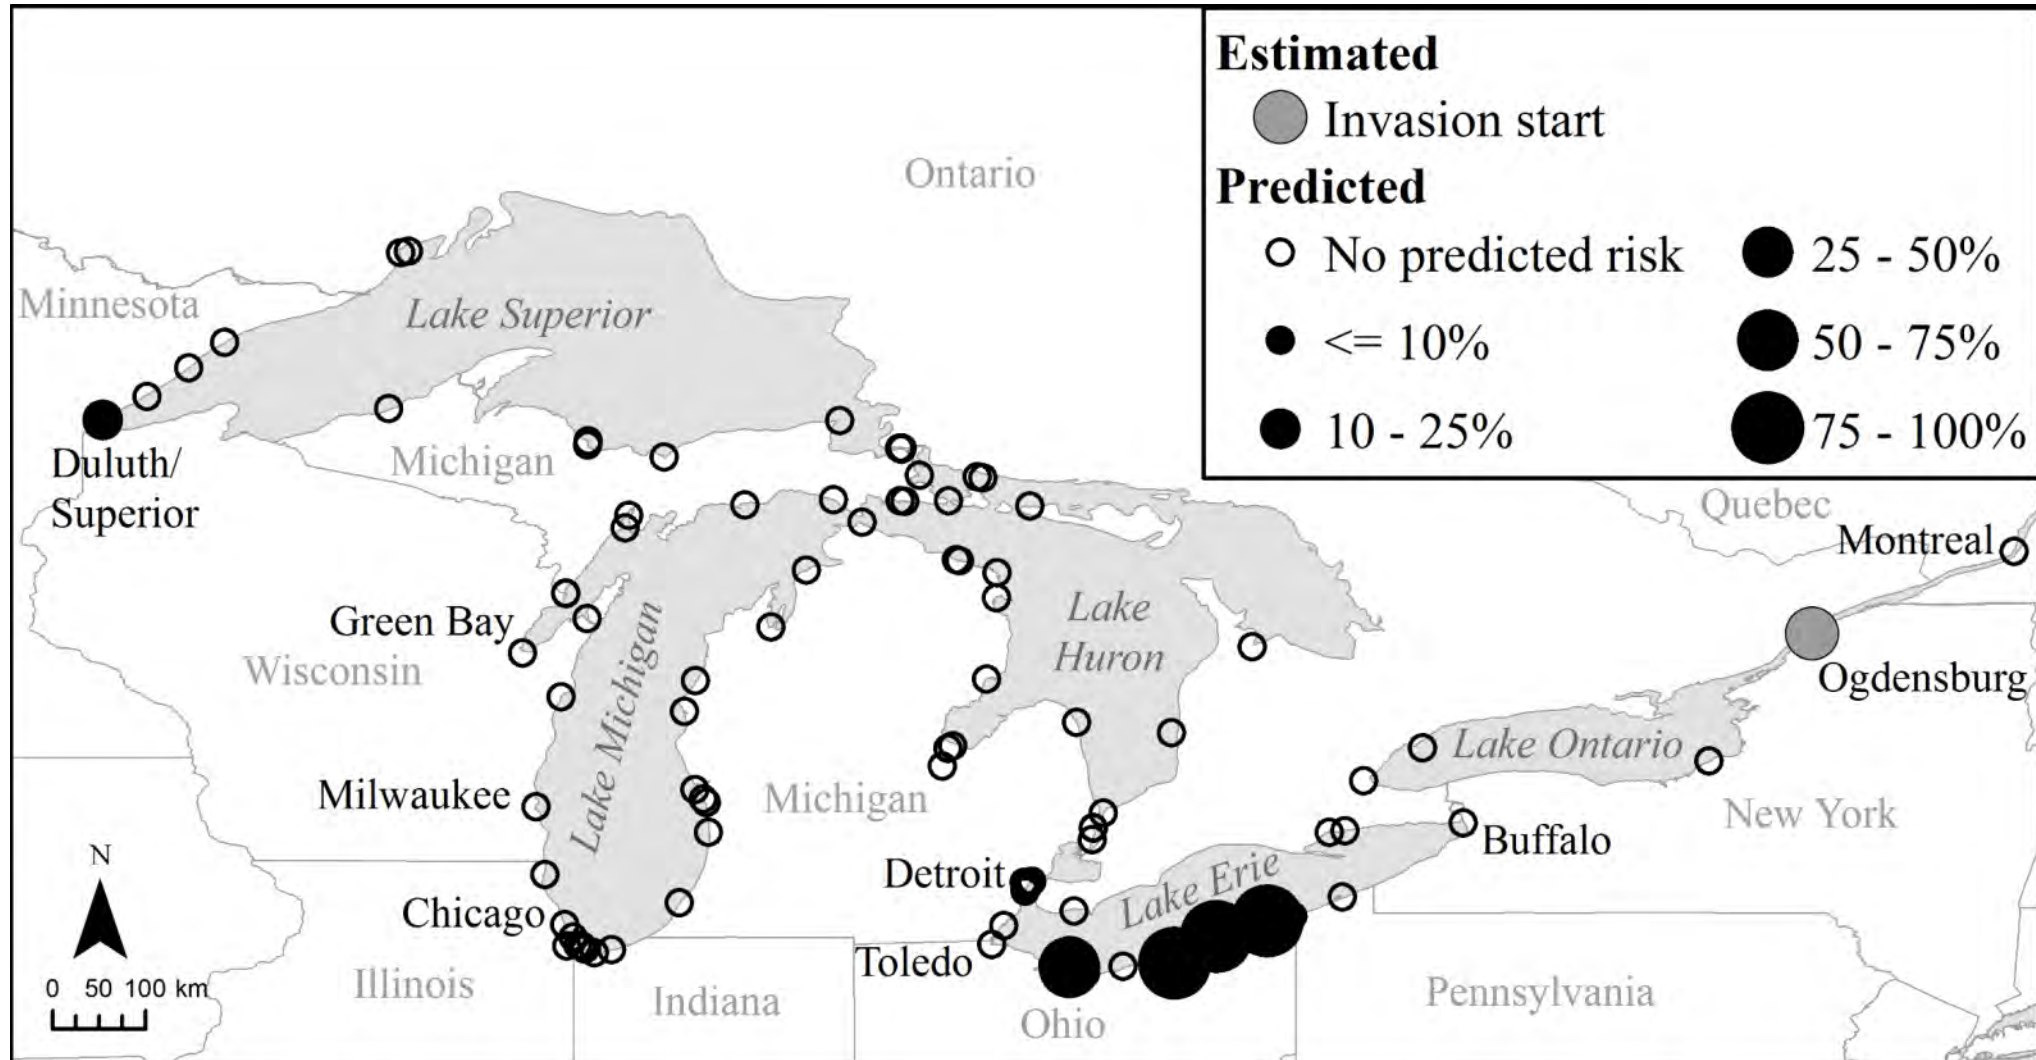 Estimated
Invasion start
Predicted
No predicted risk
25 - 50%
<= 10%
50 - 75%
10 - 25%
75 - 100%
Ontario
Minnesota
Lake Superior
Duluth/
Superior
Michigan
Quebec
Montreal
Green Bay
Lake
Huron
Wisconsin
Ogdensburg
Lake Michigan
Lake Ontario
Milwaukee
Michigan
New York
Buffalo
N
Detroit
Lake Erie
Chicago
Toledo
0 50 100 km
Illinois
Indiana
Ohio
Pennsylvania